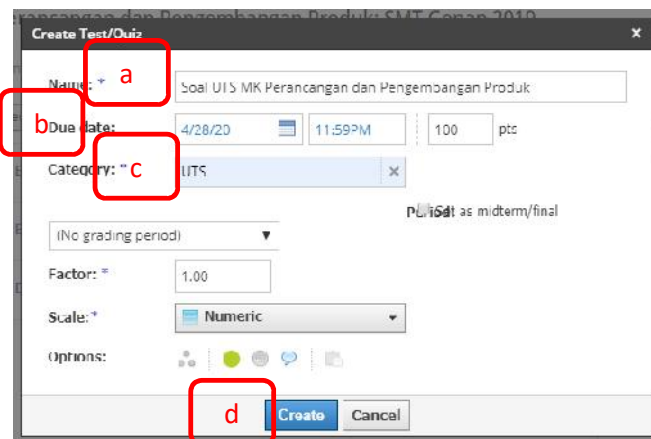 Perancangan dan Pengembangan Produk: SMT Genap 2019
Create Test/Quiz x
Name: * a Soal UTS MK Perancangan dan Pengembangan Produk
b Due date: 4/28/20 11:59PM 100 pts
Category: * c UTS x
Period: Set as midterm/final
(No grading period)
Factor: * 1.00
Scale:* Numeric
Options:
d Create Cancel